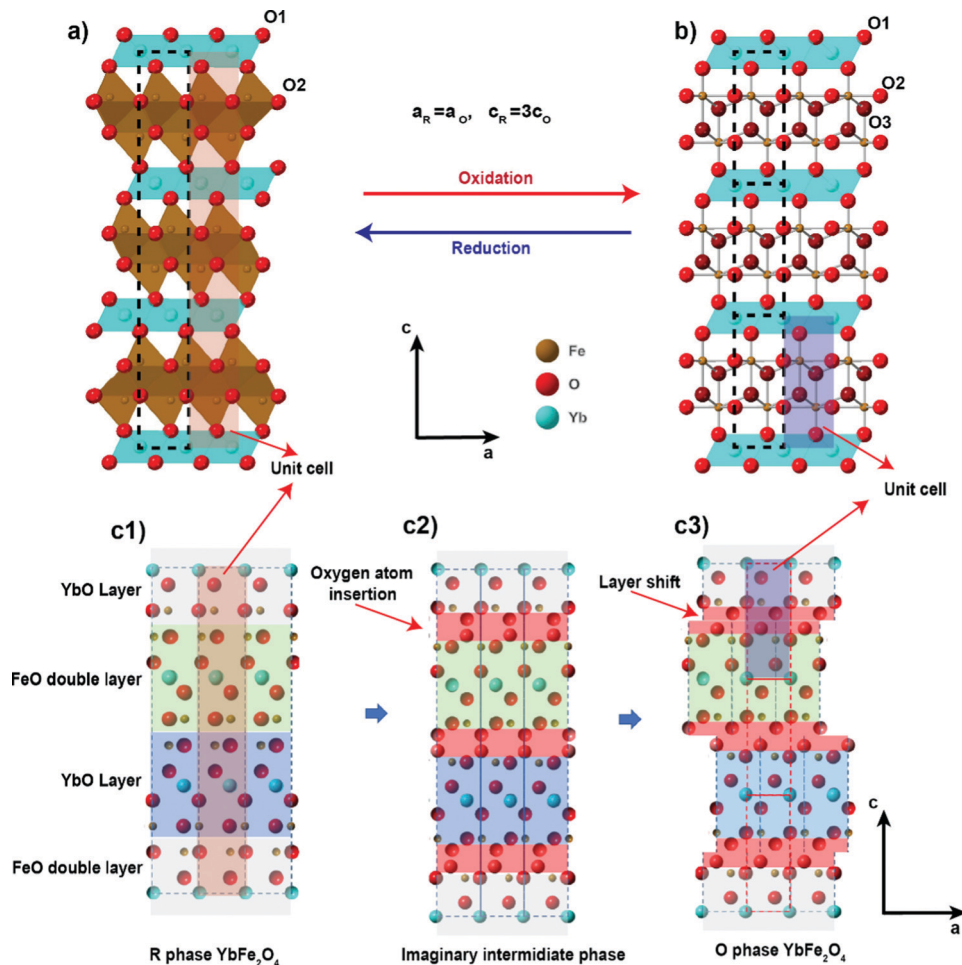 a)
O1
O2
a_R=a_O, c_R=3c_O
Oxidation
Reduction
b)
O1
O2
O3
c
a
Fe
O
Yb
Unit cell
Unit cell
c1)
c2)
c3)
YbO Layer
FeO double layer
YbO Layer
FeO double layer
Oxygen atom
insertion
Layer shift
c
a
R phase YbFe₂O₄
Imaginary intermidiate phase
O phase YbFe₂O₄